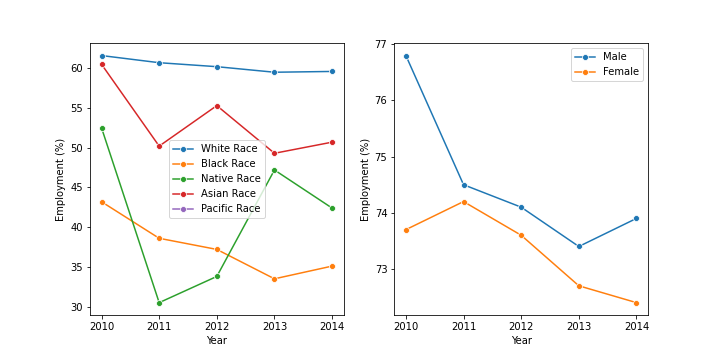 60
55
50
45
40
35
30
Employment (%)
2010 2011 2012 2013 2014
Year
White Race
Black Race
Native Race
Asian Race
Pacific Race
77
76
75
74
73
Employment (%)
2010 2011 2012 2013 2014
Year
Male
Female